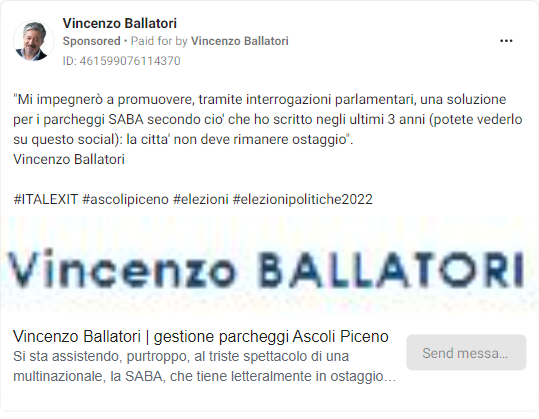 Vincenzo Ballatori
Sponsored • Paid for by Vincenzo Ballatori
ID: 461599076114370
"Mi impegnerò a promuovere, tramite interrogazioni parlamentari, una soluzione
per i parcheggi SABA secondo cio' che ho scritto negli ultimi 3 anni (potete vederlo
su questo social): la citta' non deve rimanere ostaggio".
Vincenzo Ballatori
#ITALEXIT #ascolipiceno #elezioni #elezionipolitiche2022
Vincenzo BALLATORI
Vincenzo Ballatori | gestione parcheggi Ascoli Piceno
Si sta assistendo, purtroppo, al triste spettacolo di una
multinazionale, la SABA, che tiene letteralmente in ostaggio…
Send messa...